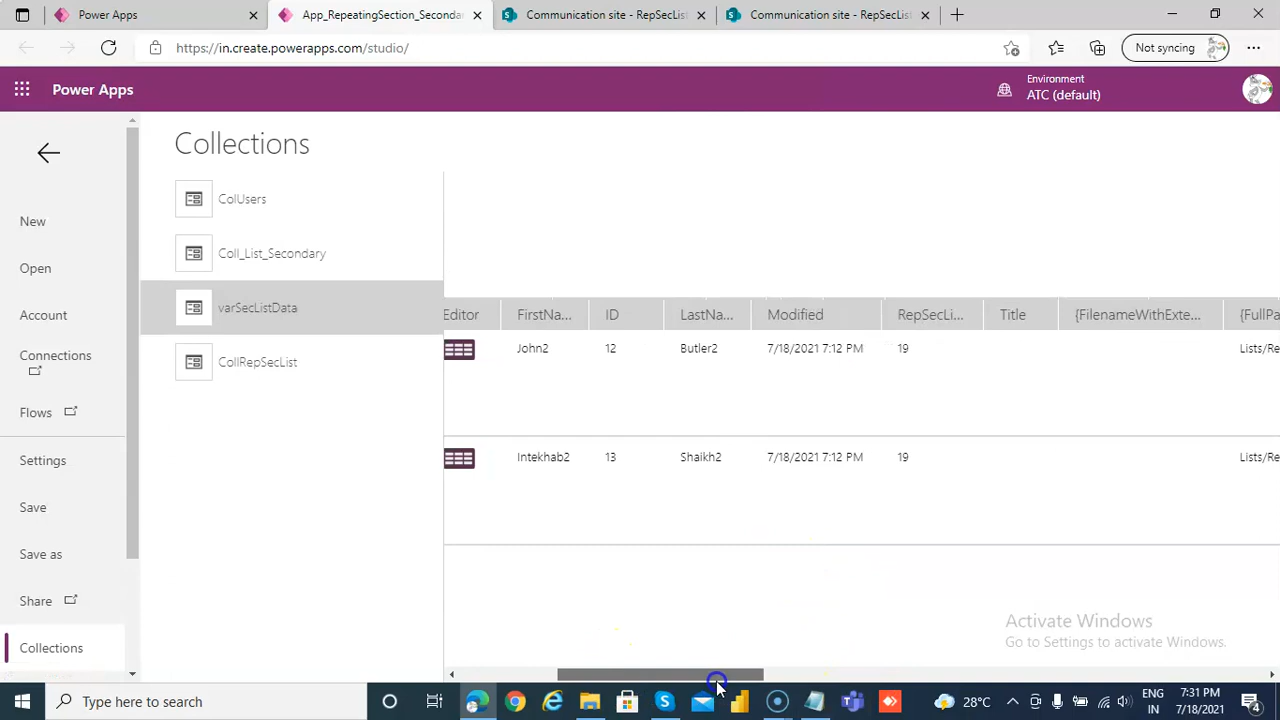 Power Apps
App_RepeatingSection_Seconda
Communication site - RepSecList
Communication site - RepSecList
https://in.create.powerapps.com/studio/
Not syncing
Power Apps
Environment
ATC (default)
Collections
New
Open
Account
Connections
Flows
Settings
Save
Save as
Share
Collections
ColUsers
Coll_List_Secondary
varSecListData
CollRepSecList
Editor FirstNa... ID LastNa... Modified RepSecLi... Title {FilenameWithExte... {FullPa
John2 12 Butler2 7/18/2021 7:12 PM 19 Lists/Re
Intekhab2 13 Shaikh2 7/18/2021 7:12 PM 19 Lists/Re
Activate Windows
Go to Settings to activate Windows.
Type here to search
28°C
ENG
IN
7:31 PM
7/18/2021
4